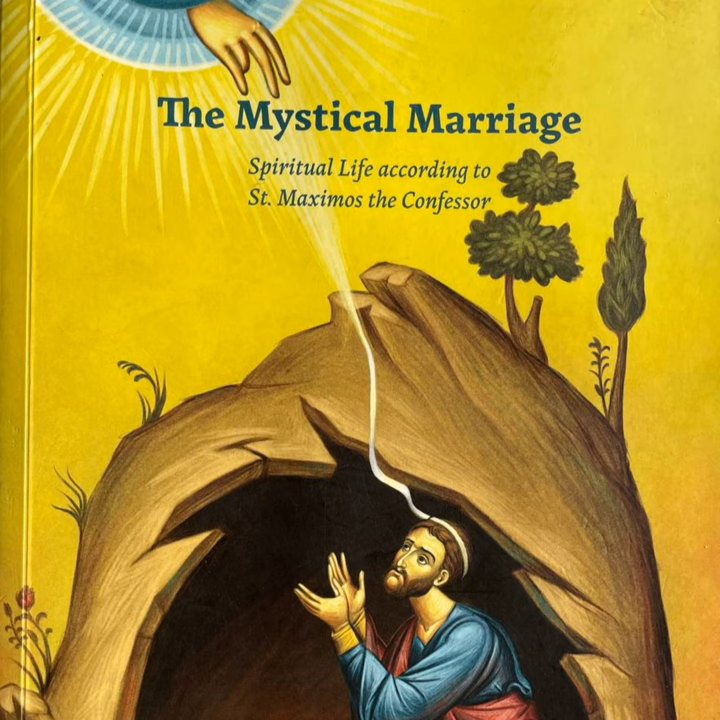 The Mystical Marriage
Spiritual Life according to
St. Maximos the Confessor